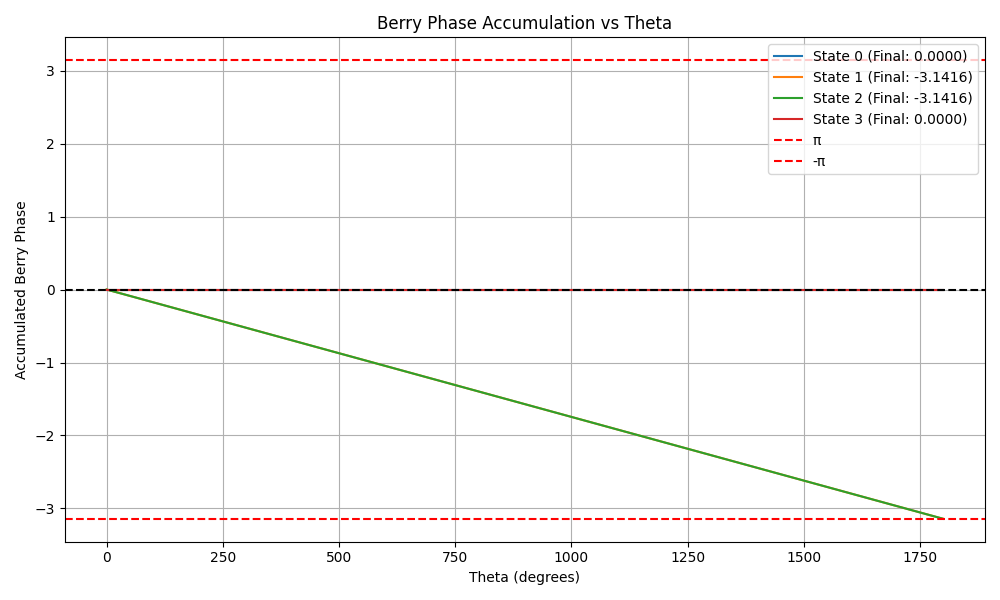 Berry Phase Accumulation vs Theta
State 0 (Final: 0.0000)
State 1 (Final: -3.1416)
State 2 (Final: -3.1416)
State 3 (Final: 0.0000)
π
-π
Accumulated Berry Phase
3
2
1
0
−1
−2
−3
0
250
500
750
1000
1250
1500
1750
Theta (degrees)